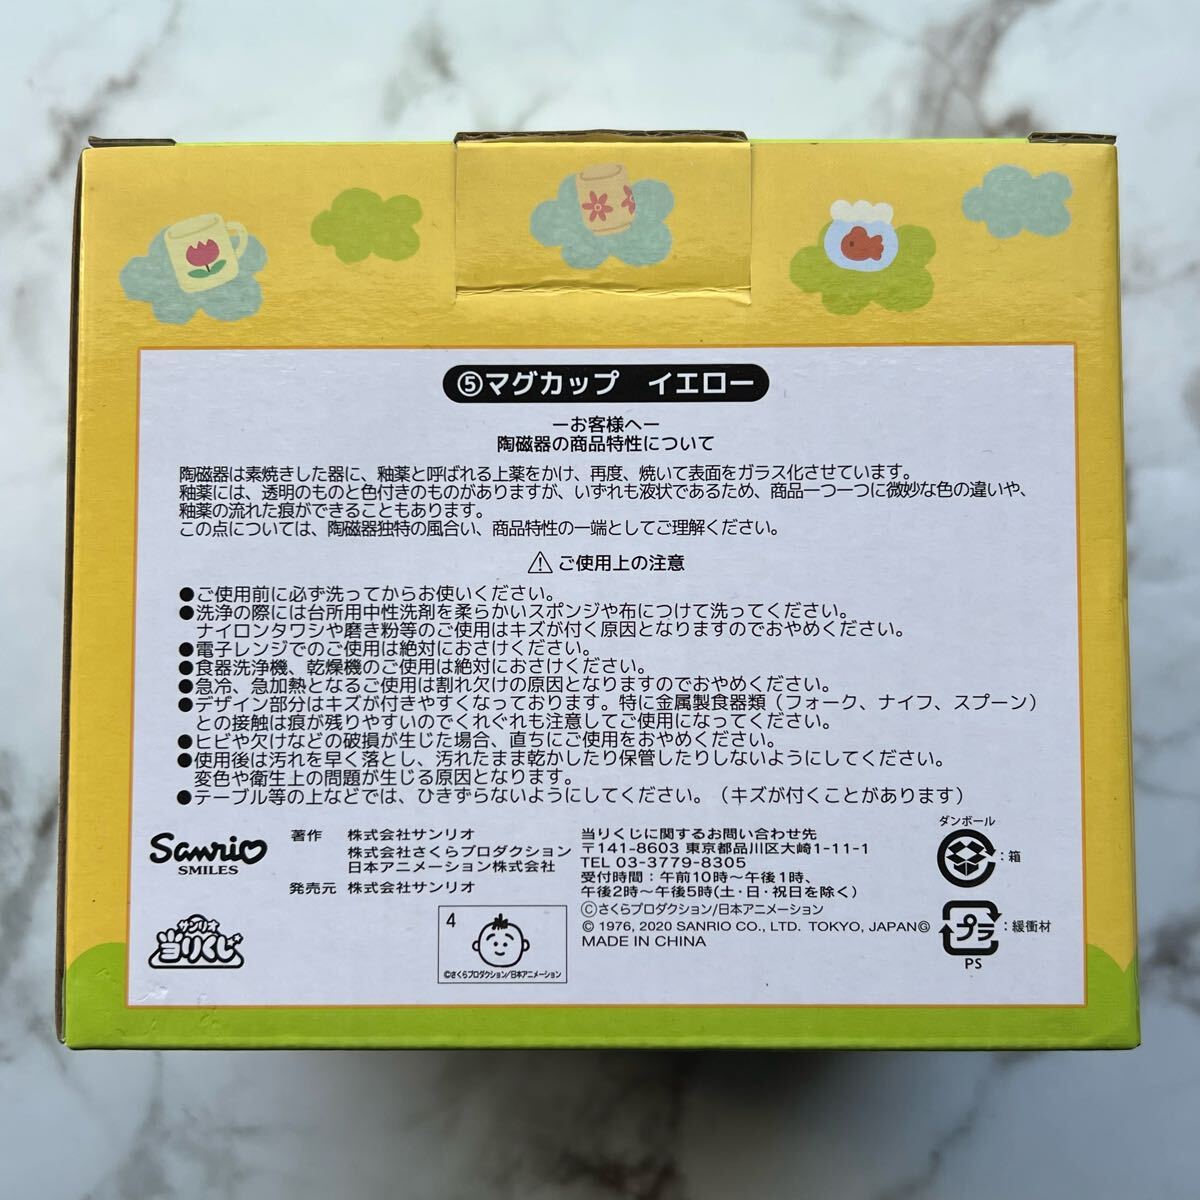 ⑤マグカップ　イエロー
ーお客様へー
陶磁器の商品特性について
陶磁器は素焼きした器に、釉薬と呼ばれる上薬をかけ、再度、焼いて表面をガラス化させています。
釉薬には、透明のものと色付きのものがありますが、いずれも液状であるため、商品一つ一つに微妙な色の違いや、
釉薬の流れた痕ができることもあります。
この点については、陶磁器独特の風合い、商品特性の一端としてご理解ください。
⚠ ご使用上の注意
●ご使用前に必ず洗ってからお使いください。
●洗浄の際には台所用中性洗剤を柔らかいスポンジや布につけて洗ってください。
ナイロンタワシや磨き粉等のご使用はキズが付く原因となりますのでおやめください。
●電子レンジでのご使用は絶対におさけください。
●食器洗浄機、乾燥機のご使用は絶対におさけください。
●急冷、急加熱となるご使用は割れ欠けの原因となりますのでおやめください。
●デザイン部分はキズが付きやすくなっております。特に金属製食器類（フォーク、ナイフ、スプーン）
との接触は痕が残りやすいのでくれぐれも注意してご使用になってください。
●ヒビや欠けなどの破損が生じた場合、直ちにご使用をおやめください。
●使用後は汚れを早く落とし、汚れたまま乾かしたり保管したりしないようにしてください。
変色や衛生上の問題が生じる原因となります。
●テーブル等の上などでは、ひきずらないようにしてください。（キズが付くことがあります）
Sanrio
SMILES
サンリオ
当りくじ
著作　株式会社サンリオ
株式会社さくらプロダクション
日本アニメーション株式会社
発売元　株式会社サンリオ
4
©さくらプロダクション/日本アニメーション
当りくじに関するお問い合わせ先
〒141-8603 東京都品川区大崎1-11-1
TEL 03-3779-8305
受付時間：午前10時〜午後1時、
午後2時〜午後5時(土・日・祝日を除く)
©さくらプロダクション/日本アニメーション
© 1976, 2020 SANRIO CO., LTD. TOKYO, JAPAN Ⓖ
MADE IN CHINA
ダンボール
：箱
プラ
：緩衝材
PS